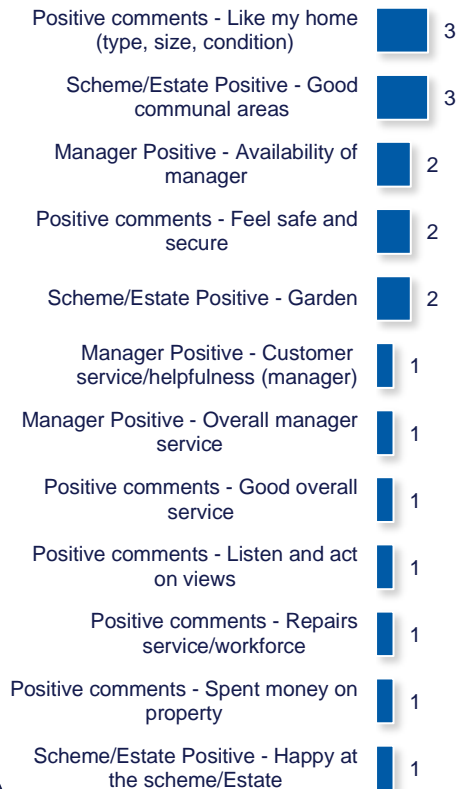 Positive comments - Like my home
(type, size, condition)
3
Scheme/Estate Positive - Good
communal areas
3
Manager Positive - Availability of
manager
2
Positive comments - Feel safe and
secure
2
Scheme/Estate Positive - Garden
2
Manager Positive - Customer
service/helpfulness (manager)
1
Manager Positive - Overall manager
service
1
Positive comments - Good overall
service
1
Positive comments - Listen and act
on views
1
Positive comments - Repairs
service/workforce
1
Positive comments - Spent money on
property
1
Scheme/Estate Positive - Happy at
the scheme/Estate
1